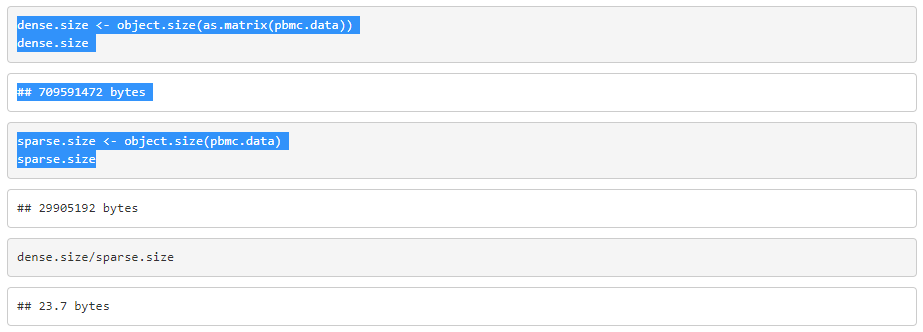 dense.size <- object.size(as.matrix(pbmc.data))
dense.size
## 709591472 bytes
sparse.size <- object.size(pbmc.data)
sparse.size
## 29905192 bytes
dense.size/sparse.size
## 23.7 bytes